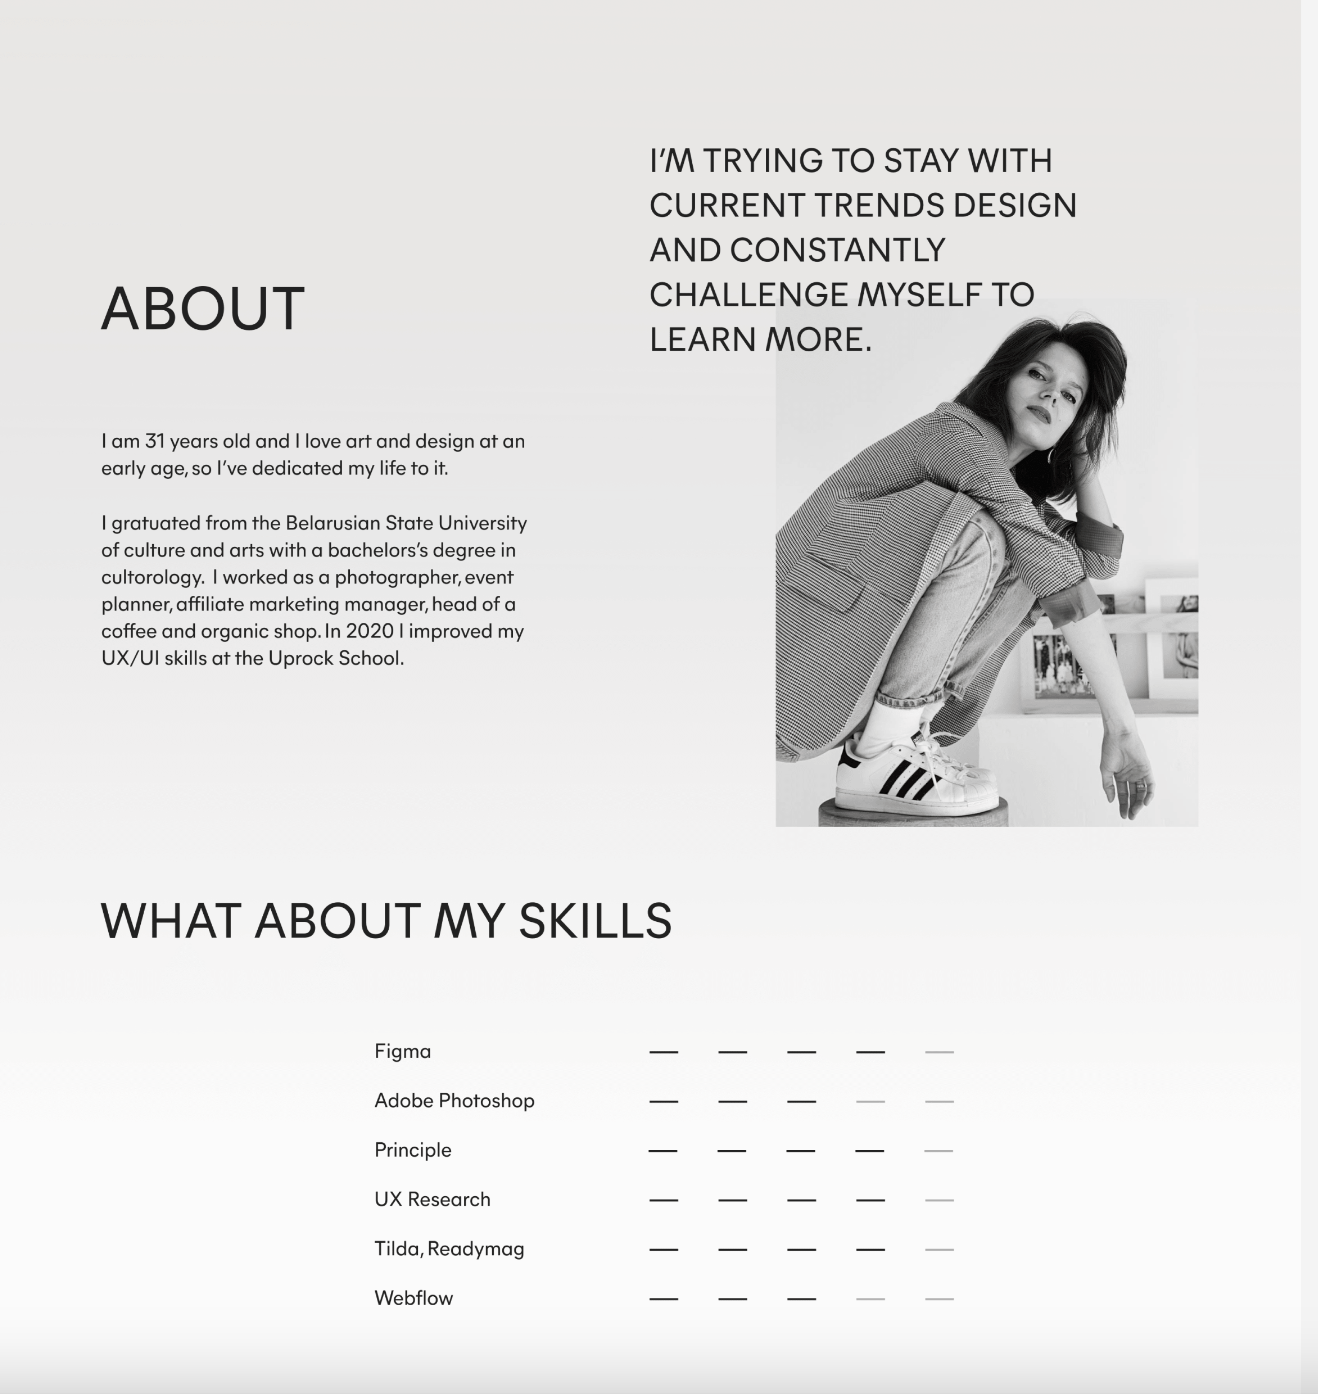 I'M TRYING TO STAY WITH
CURRENT TRENDS DESIGN
AND CONSTANTLY
CHALLENGE MYSELF TO
LEARN MORE.
ABOUT
I am 31 years old and I love art and design at an
early age, so I've dedicated my life to it.
I gratuated from the Belarusian State University
of culture and arts with a bachelors's degree in
cultorology. I worked as a photographer, event
planner, affiliate marketing manager, head of a
coffee and organic shop. In 2020 I improved my
UX/UI skills at the Uprock School.
WHAT ABOUT MY SKILLS
Figma
Adobe Photoshop
Principle
UX Research
Tilda, Readymag
Webflow